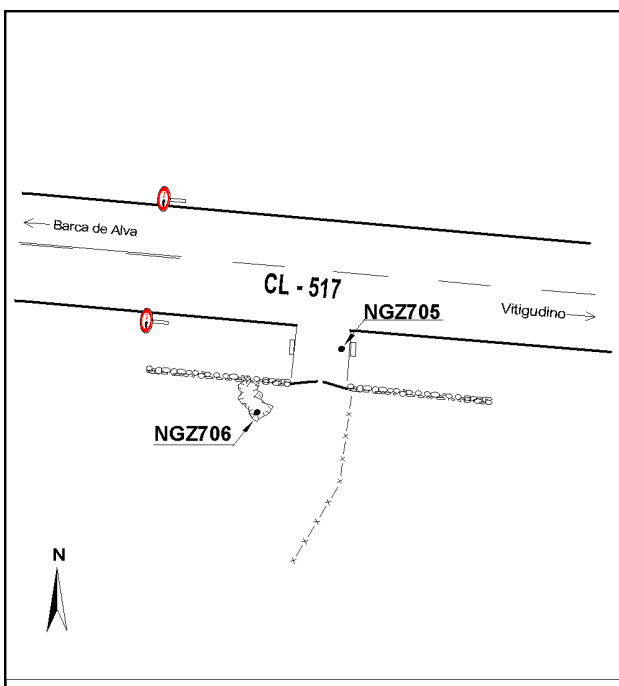 Barca de Alva
CL - 517
Vitigudino
NGZ705
NGZ706
N